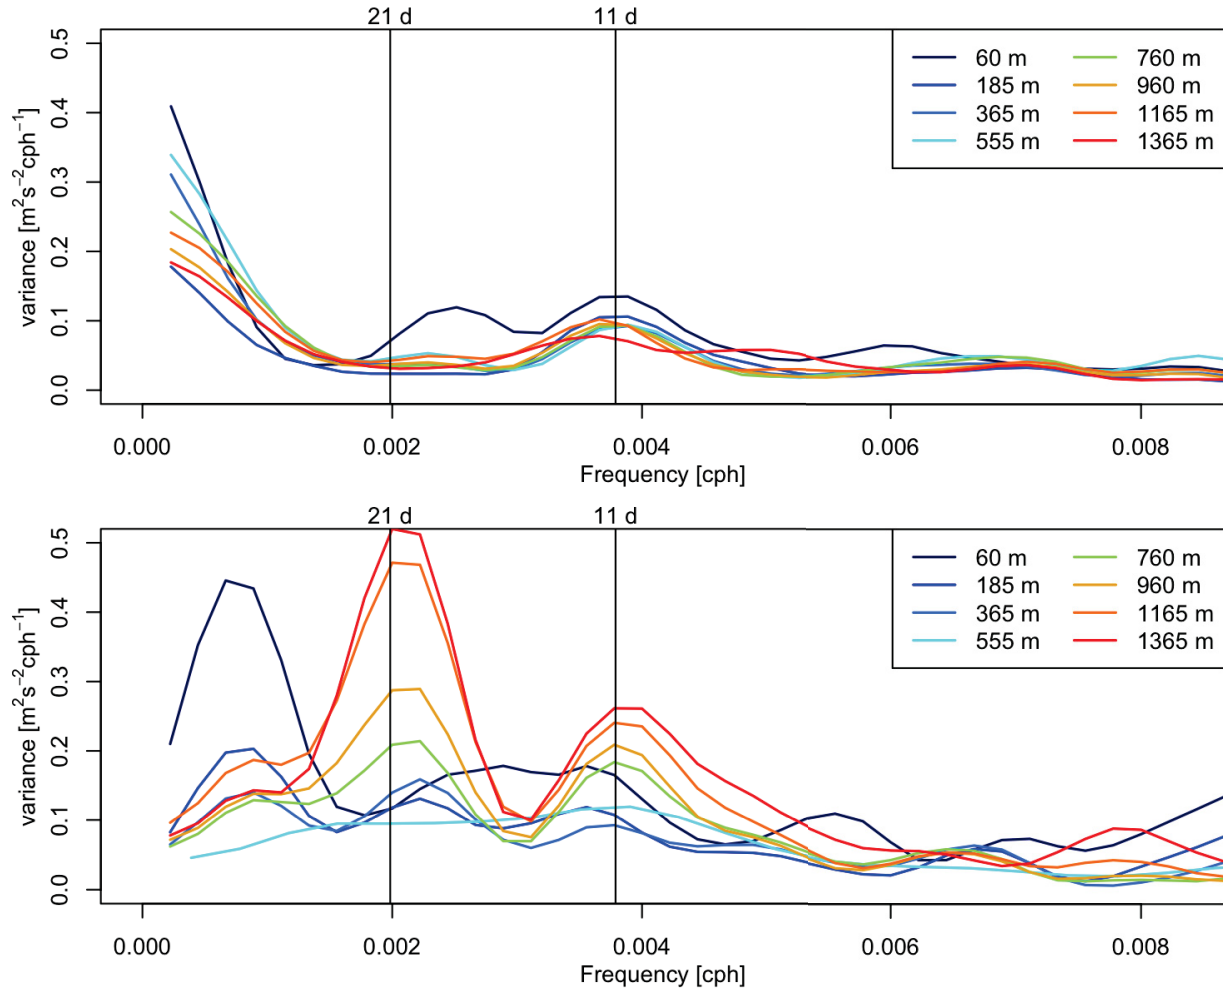 21 d 11 d
0.5
0.4
0.3
0.2
0.1
0.0
variance [m²s⁻²cph⁻¹]
60 m 760 m
185 m 960 m
365 m 1165 m
555 m 1365 m
0.000 0.002 0.004 0.006 0.008
Frequency [cph]
21 d 11 d
0.5
0.4
0.3
0.2
0.1
0.0
variance [m²s⁻²cph⁻¹]
60 m 760 m
185 m 960 m
365 m 1165 m
555 m 1365 m
0.000 0.002 0.004 0.006 0.008
Frequency [cph]